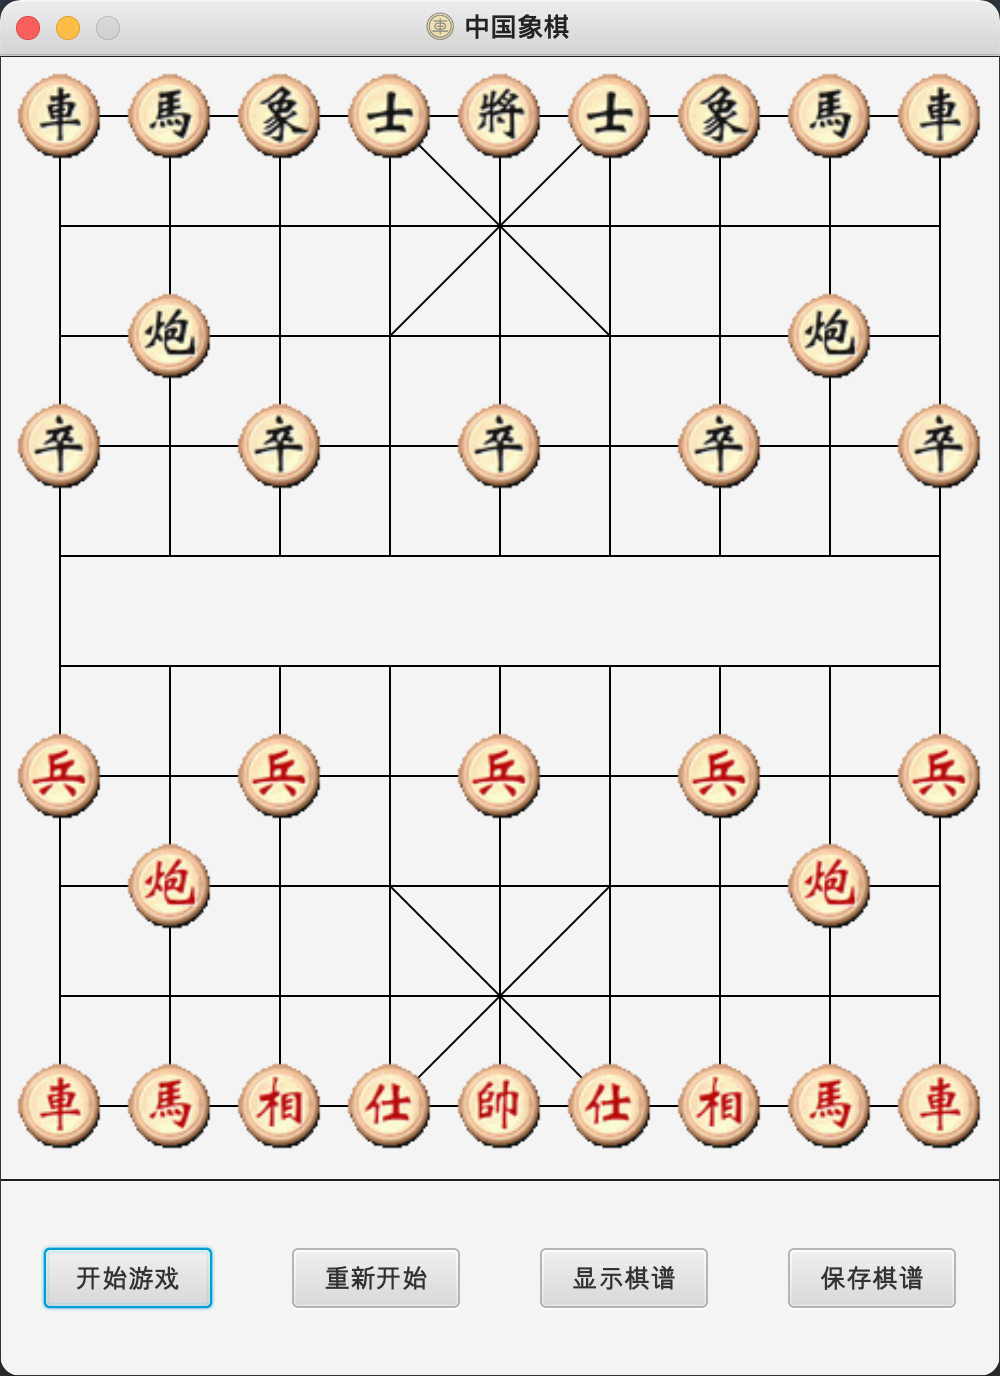 中国象棋
車 馬 象 士 將 士 象 馬 車
炮 炮
卒 卒 卒 卒 卒
兵 兵 兵 兵 兵
炮 炮
車 馬 相 仕 帥 仕 相 馬 車
开始游戏 重新开始 显示棋谱 保存棋谱